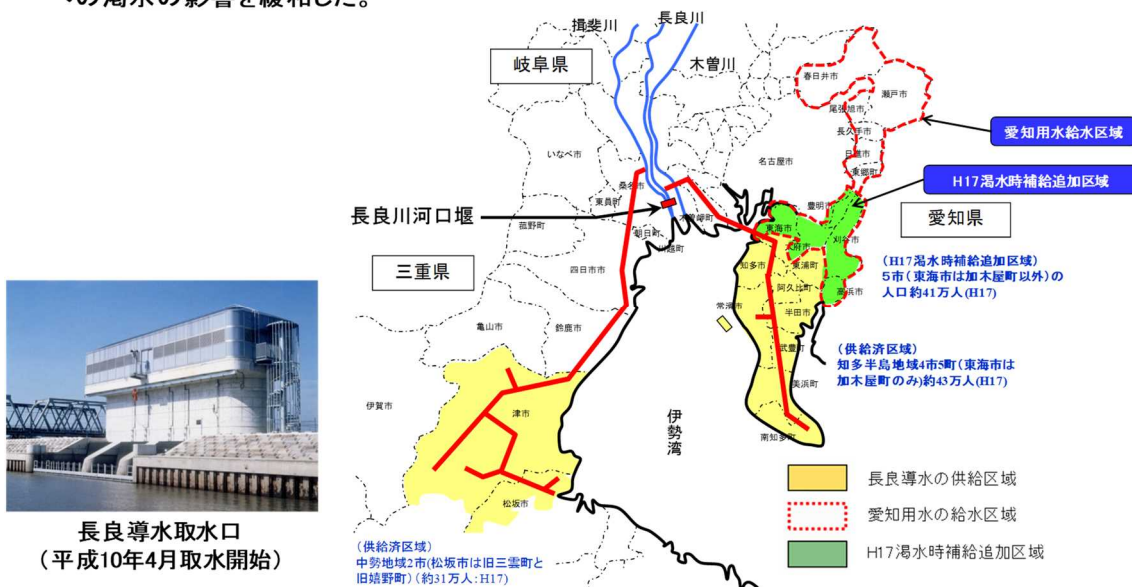 の渇水の影響を緩和した。
揖斐川
長良川
岐阜県
木曽川
春日井市
瀬戸市
尾張旭市
長久手市
愛知用水給水区域
いなべ市
名古屋市
日進市
東郷町
H17渇水時補給追加区域
桑名市
東員町
長良川河口堰
木曽岬町
豊明市
愛知県
菰野町
朝日町
川越町
東海市
大府市
刈谷市
三重県
四日市市
知多市
東浦町
(H17渇水時補給追加区域)
5市(東海市は加木屋町以外)の
人口約41万人(H17)
阿久比町
高浜市
常滑市
半田市
亀山市
鈴鹿市
武豊町
(供給済区域)
知多半島地域4市5町(東海市は
加木屋町のみ)約43万人(H17)
美浜町
伊賀市
津市
伊勢湾
南知多町
長良導水の供給区域
松坂市
愛知用水の給水区域
長良導水取水口
(平成10年4月取水開始)
H17渇水時補給追加区域
(供給済区域)
中勢地域2市(松坂市は旧三雲町と
旧嬉野町)(約31万人:H17)